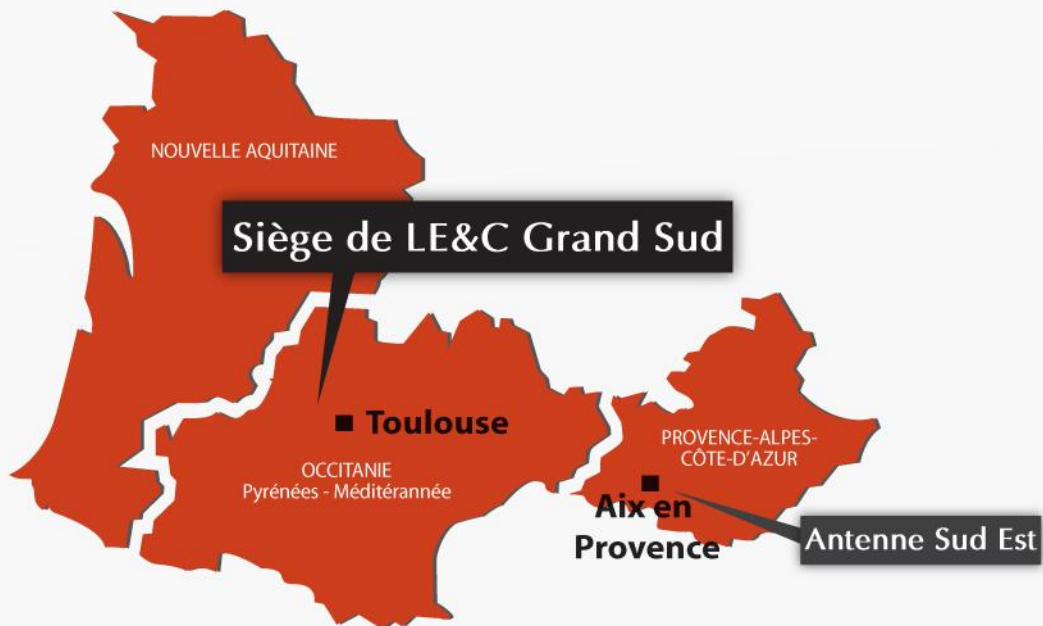 NOUVELLE AQUITAINE
Siège de LE&C Grand Sud
Toulouse
OCCITANIE
Pyrénées - Méditérannée
PROVENCE-ALPES-
CÔTE-D'AZUR
Aix en
Provence
Antenne Sud Est